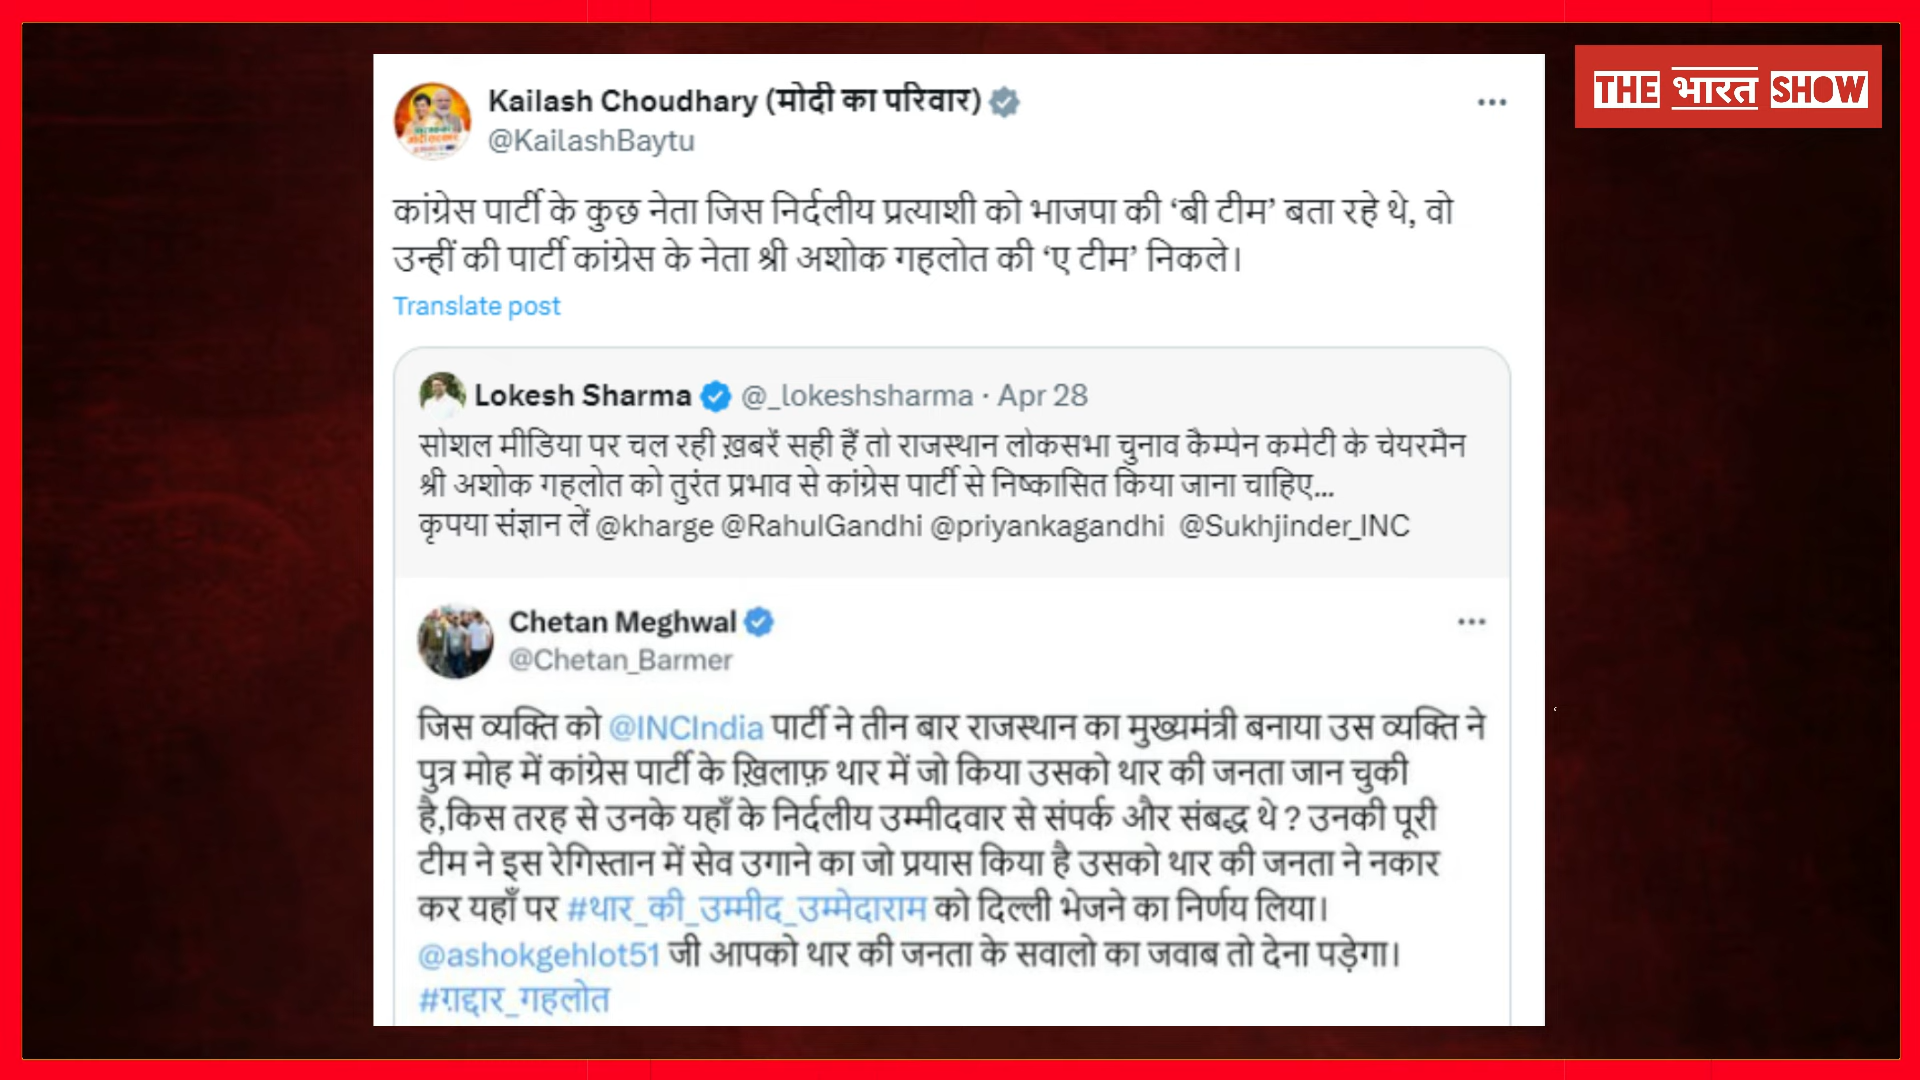 THE भारत SHOW
Kailash Choudhary (मोदी का परिवार)
@KailashBaytu
कांग्रेस पार्टी के कुछ नेता जिस निर्दलीय प्रत्याशी को भाजपा की ‘बी टीम’ बता रहे थे, वो
उन्हीं की पार्टी कांग्रेस के नेता श्री अशोक गहलोत की ‘ए टीम’ निकले।
Translate post
Lokesh Sharma @_lokeshsharma · Apr 28
सोशल मीडिया पर चल रही ख़बरें सही हैं तो राजस्थान लोकसभा चुनाव कैम्पेन कमेटी के चेयरमैन
श्री अशोक गहलोत को तुरंत प्रभाव से कांग्रेस पार्टी से निष्कासित किया जाना चाहिए...
कृपया संज्ञान लें @kharge @RahulGandhi @priyankagandhi @Sukhjinder_INC
Chetan Meghwal
@Chetan_Barmer
जिस व्यक्ति को @INCIndia पार्टी ने तीन बार राजस्थान का मुख्यमंत्री बनाया उस व्यक्ति ने
पुत्र मोह में कांग्रेस पार्टी के ख़िलाफ़ थार में जो किया उसको थार की जनता जान चुकी
है,किस तरह से उनके यहाँ के निर्दलीय उम्मीदवार से संपर्क और संबद्ध थे ? उनकी पूरी
टीम ने इस रेगिस्तान में सेव उगाने का जो प्रयास किया है उसको थार की जनता ने नकार
कर यहाँ पर #थार_की_उम्मीद_उम्मेदाराम को दिल्ली भेजने का निर्णय लिया।
@ashokgehlot51 जी आपको थार की जनता के सवालो का जवाब तो देना पड़ेगा।
#ग़द्दार_गहलोत